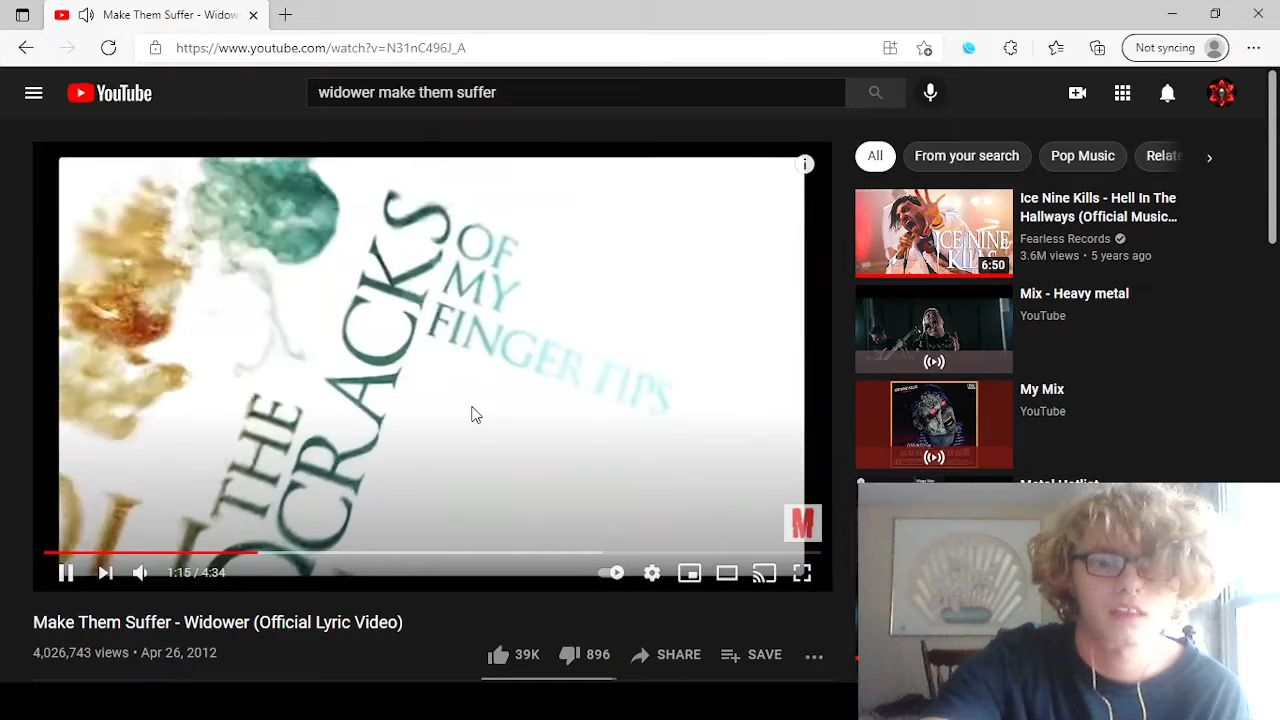 Make Them Suffer - Widow
https://www.youtube.com/watch?v=N31nC496J_A
Not syncing
YouTube
widower make them suffer
THE
CRACKS
OF
MY
FINGER TIPS
M
1:15 / 4:34
Make Them Suffer - Widower (Official Lyric Video)
4,026,743 views • Apr 26, 2012
39K
896
SHARE
SAVE
All
From your search
Pop Music
Relate
ICE NINE
KILLS
6:50
Ice Nine Kills - Hell In The
Hallways (Official Music...
Fearless Records
3.6M views • 5 years ago
Mix - Heavy metal
YouTube
My Mix
YouTube